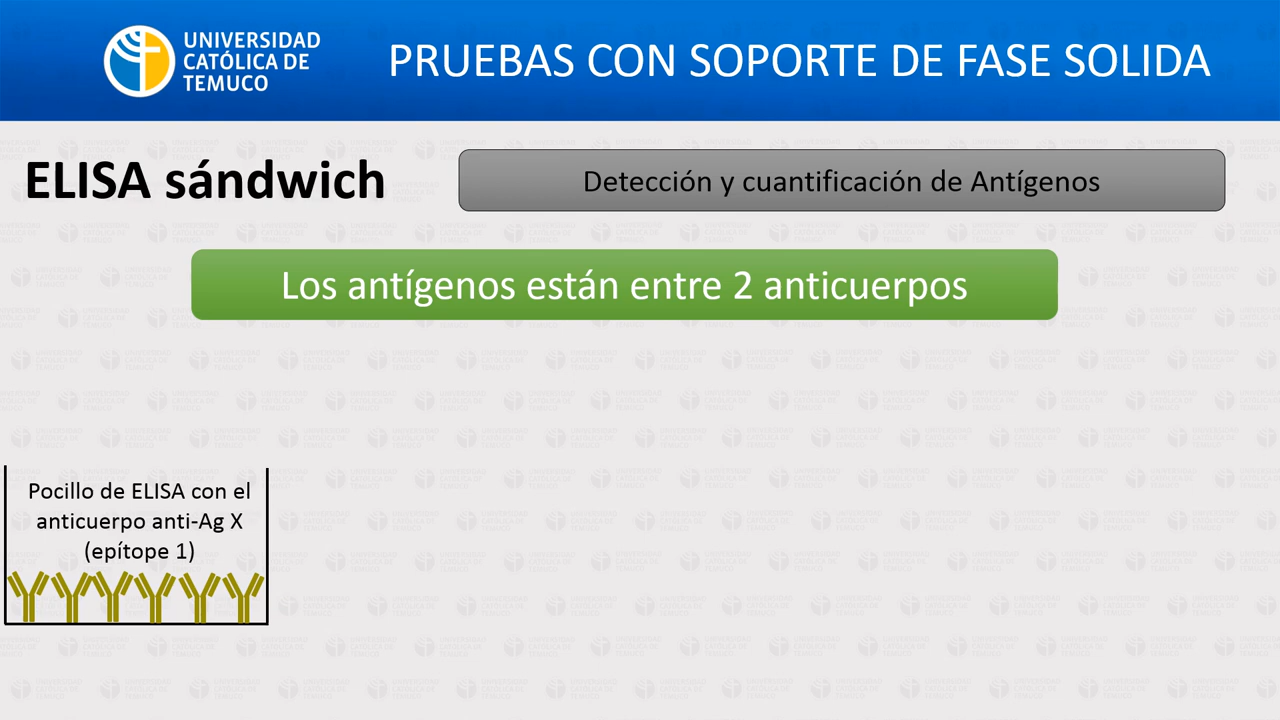 UNIVERSIDAD
CATÓLICA DE
TEMUCO
PRUEBAS CON SOPORTE DE FASE SOLIDA
ELISA sándwich
Detección y cuantificación de Antígenos
Los antígenos están entre 2 anticuerpos
Pocillo de ELISA con el
anticuerpo anti-Ag X
(epítope 1)